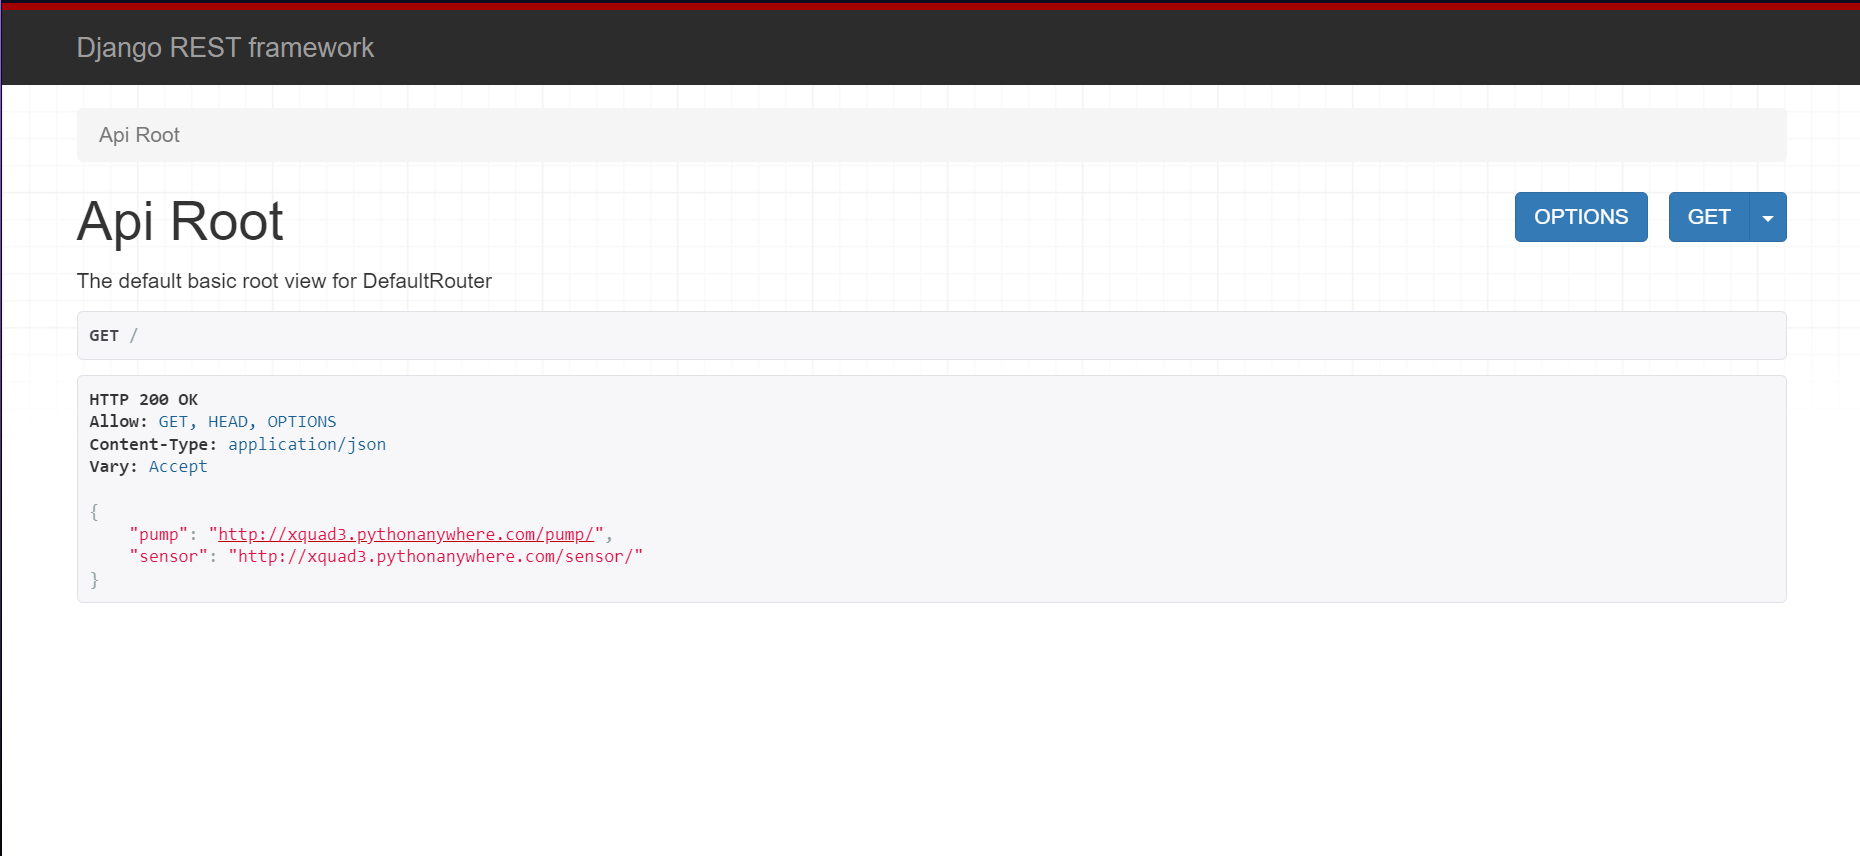 Django REST framework
Api Root
Api Root
OPTIONS
GET
The default basic root view for DefaultRouter
GET /
HTTP 200 OK
Allow: GET, HEAD, OPTIONS
Content-Type: application/json
Vary: Accept
{
    "pump": "http://xquad3.pythonanywhere.com/pump/",
    "sensor": "http://xquad3.pythonanywhere.com/sensor/"
}